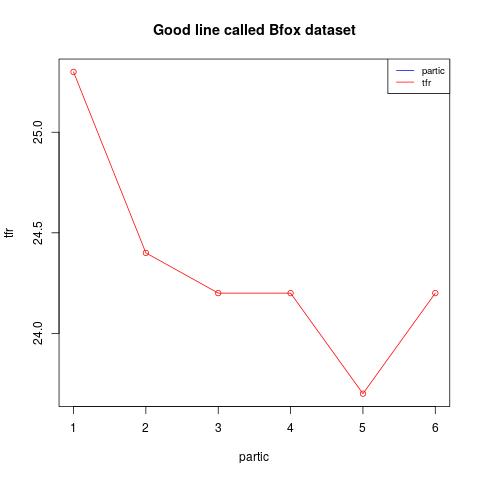 Good line called Bfox dataset
partic
tfr
25.0
24.5
24.0
tfr
1 2 3 4 5 6
partic